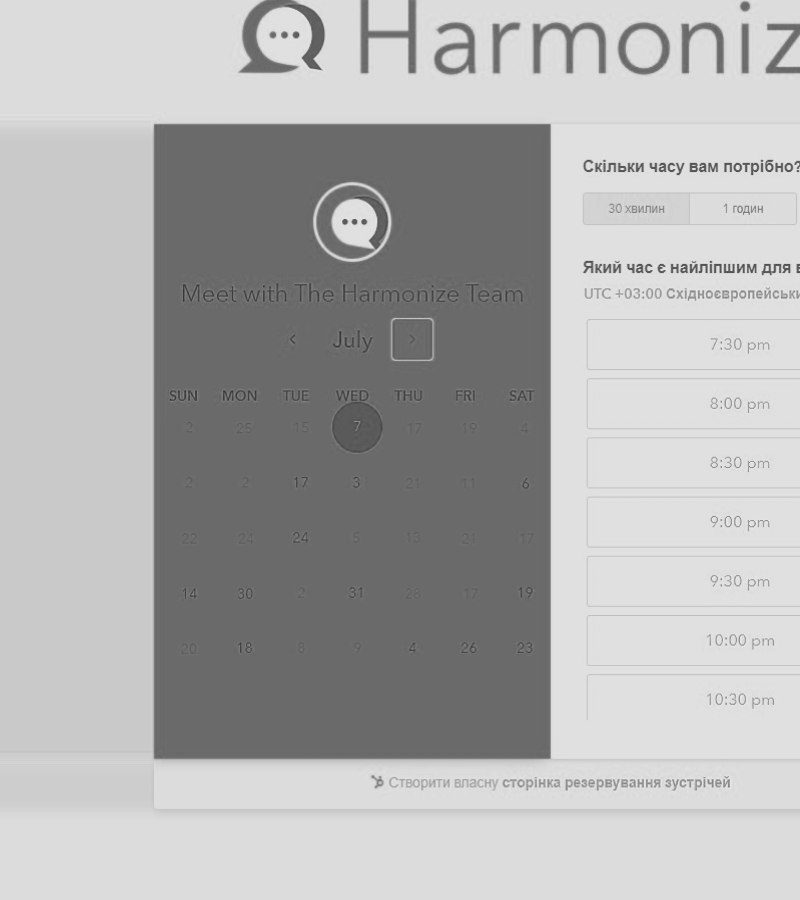 Harmoniz
Meet with The Harmonize Team
July
SUN MON TUE WED THU FRI SAT
2 25 15 7 17 19 4
2 2 17 3 21 11 6
22 24 24 5 13 21 17
14 30 2 31 28 17 19
20 18 8 9 4 26 23
Скільки часу вам потрібно?
30 хвилин 1 годин
Який час є найліпшим для
UTC +03:00 Східноєвропейськи
7:30 pm
8:00 pm
8:30 pm
9:00 pm
9:30 pm
10:00 pm
10:30 pm
Створити власну сторінка резервування зустрічей